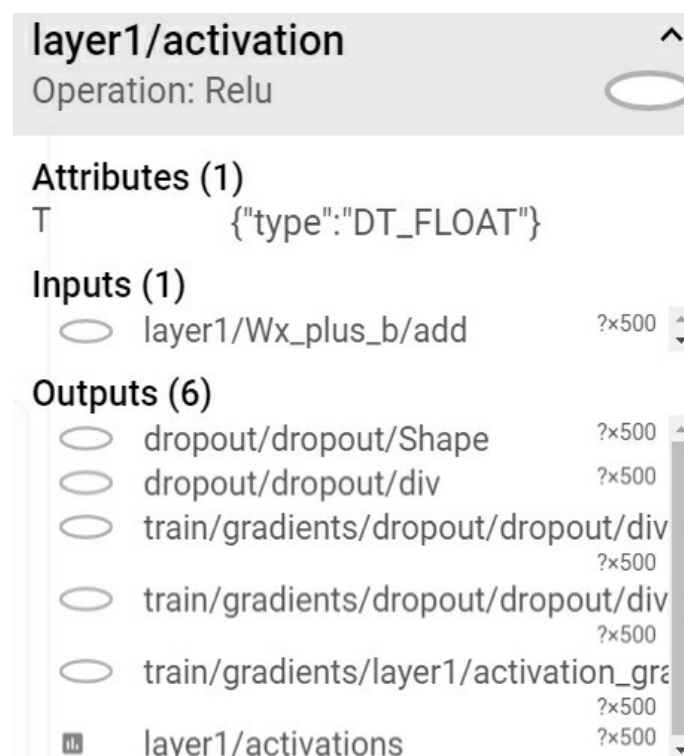 layer1/activation
Operation: Relu
Attributes (1)
T {"type":"DT_FLOAT"}
Inputs (1)
layer1/Wx_plus_b/add ?×500
Outputs (6)
dropout/dropout/Shape ?×500
dropout/dropout/div ?×500
train/gradients/dropout/dropout/div
?×500
train/gradients/dropout/dropout/div
?×500
train/gradients/layer1/activation_gra
?×500
layer1/activations ?×500